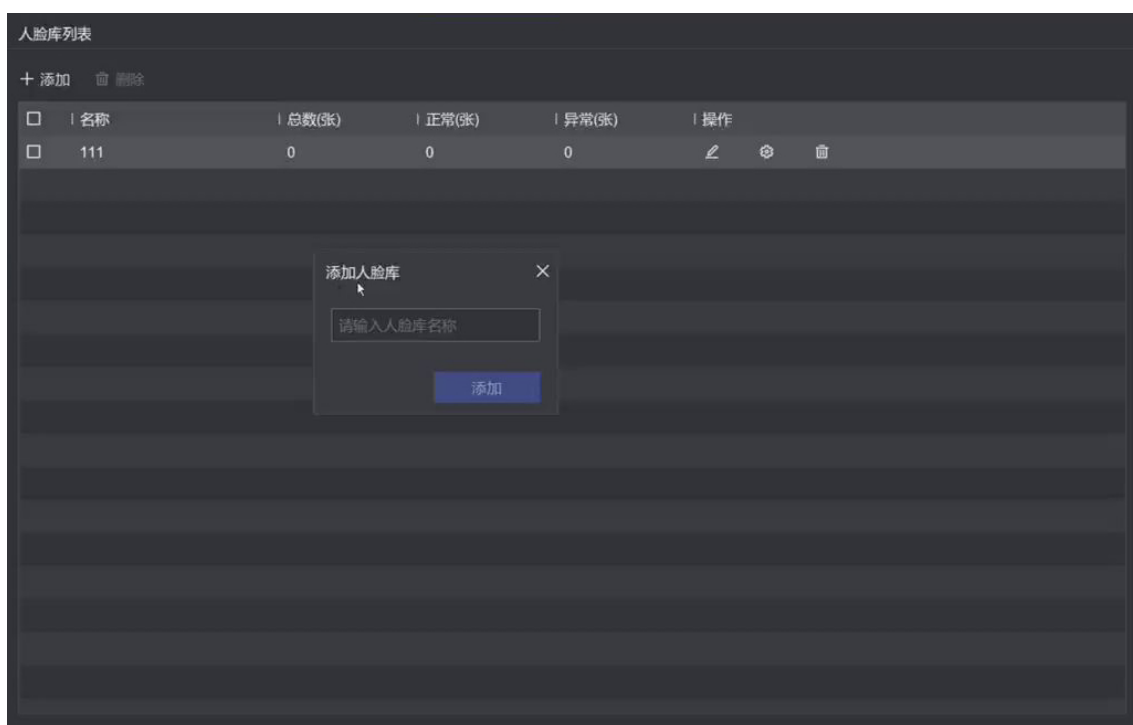 人脸库列表
添加 删除
名称 总数(张) 正常(张) 异常(张) 操作
111 0 0 0
添加人脸库
请输入人脸库名称
添加